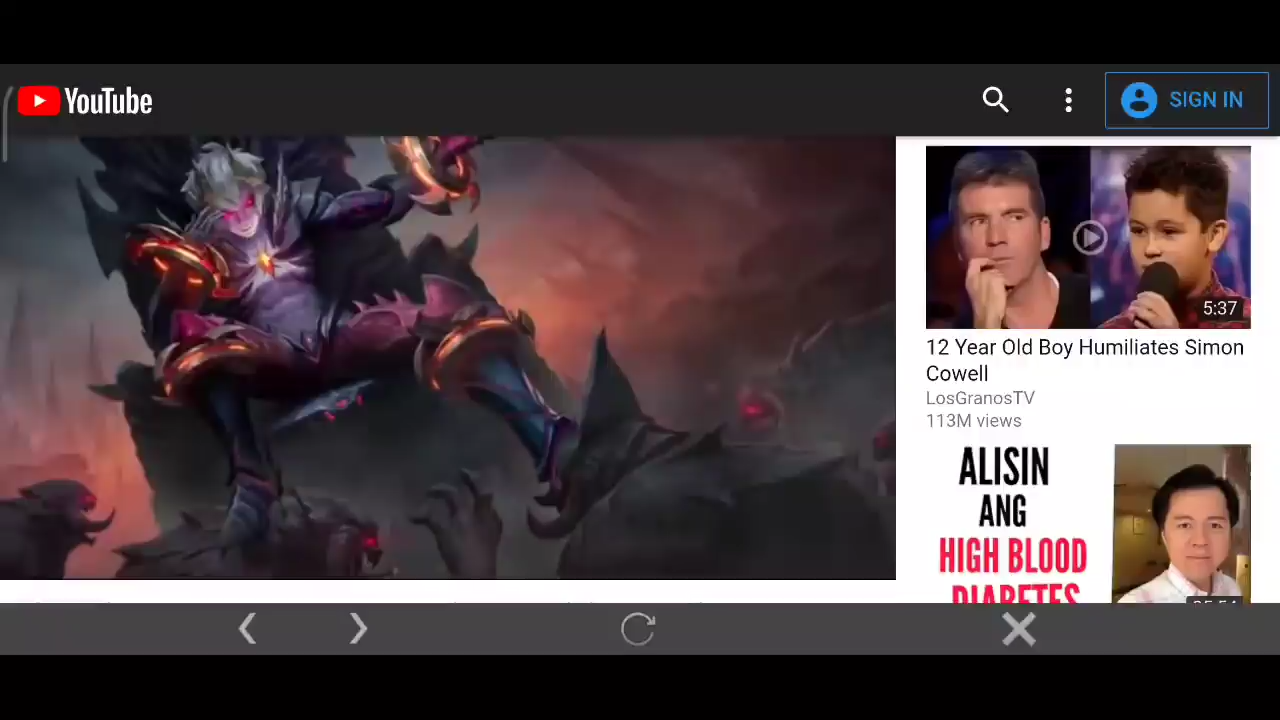 YouTube
SIGN IN
5:37
12 Year Old Boy Humiliates Simon
Cowell
LosGranosTV
113M views
ALISIN
ANG
HIGH BLOOD
DIABETES